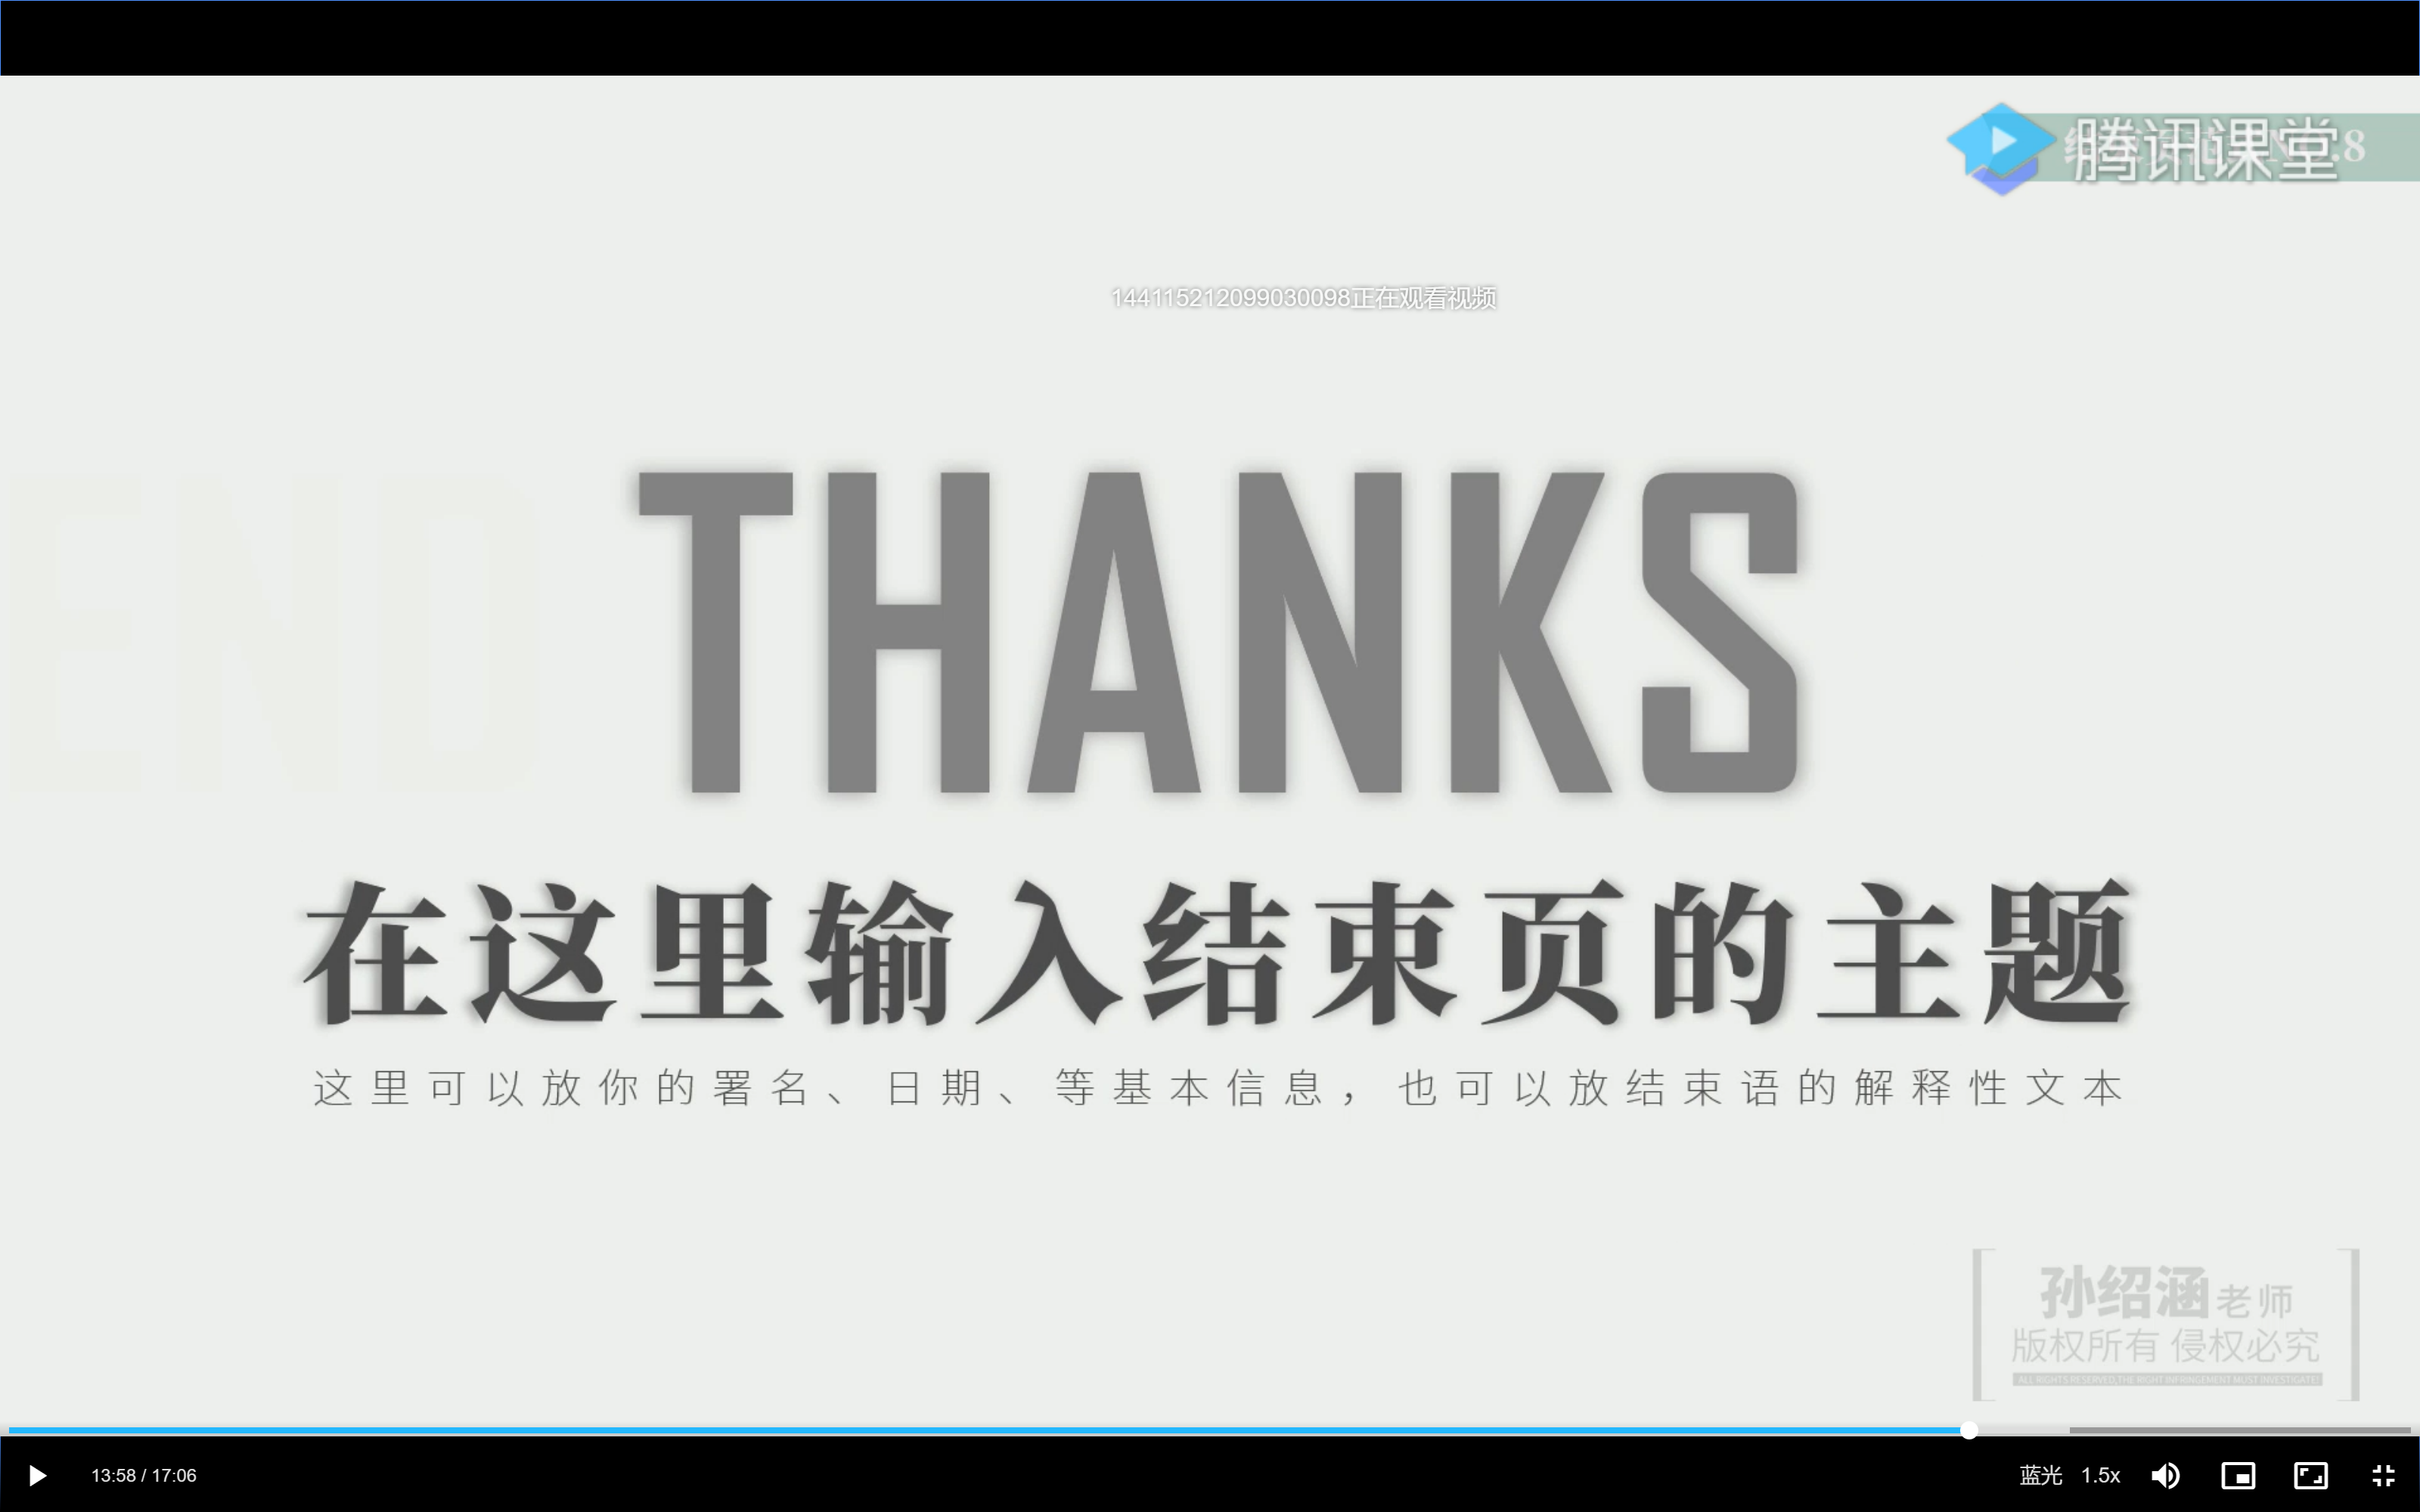 腾讯课堂
.8
144115212099030098正在观看视频
END
THANKS
在这里输入结束页的主题
这里可以放你的署名、日期、等基本信息，也可以放结束语的解释性文本
孙绍涵老师
版权所有 侵权必究
ALL RIGHTS RESERVED,THE RIGHT INFRINGEMENT MUST INVESTIGATE
13:58 / 17:06
蓝光 1.5x